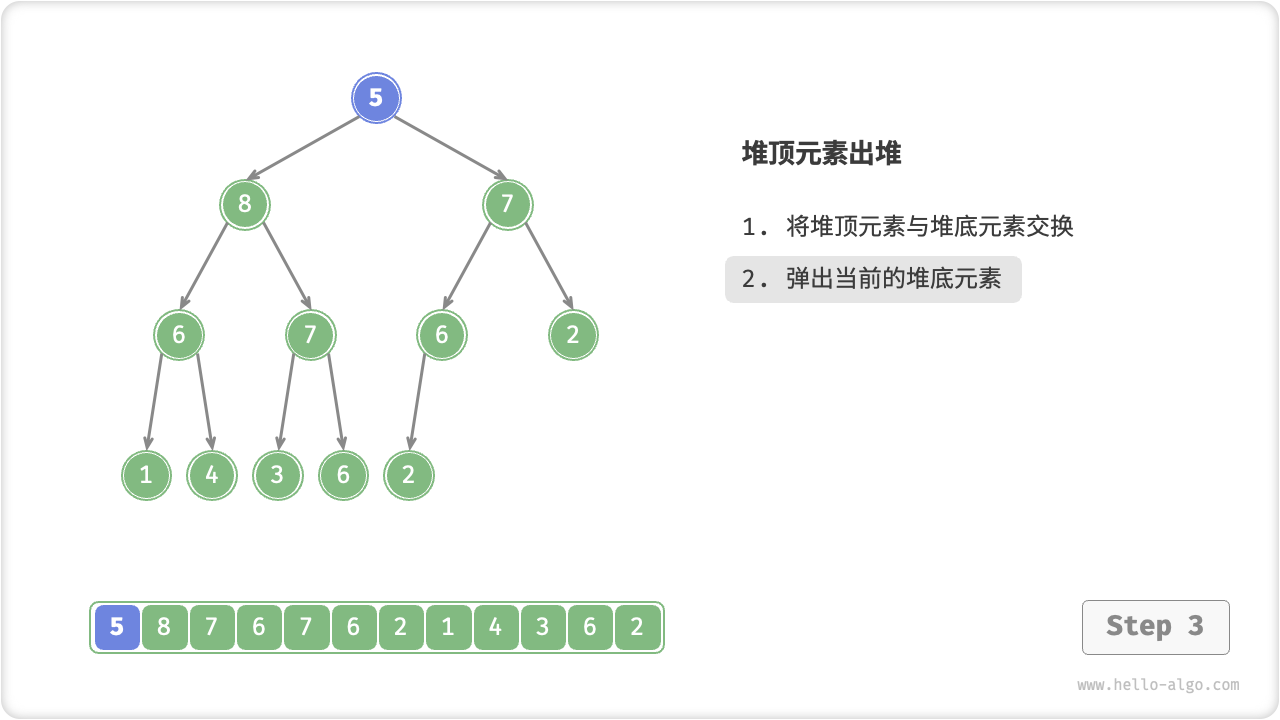 5
8 7
6 7 6 2
1 4 3 6 2
堆顶元素出堆
1. 将堆顶元素与堆底元素交换
2. 弹出当前的堆底元素
5 8 7 6 7 6 2 1 4 3 6 2
Step 3
www.hello-algo.com